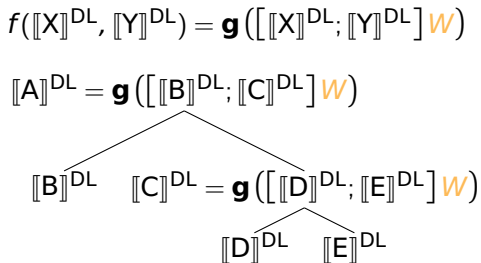 f(⟦X⟧^DL, ⟦Y⟧^DL) = g([⟦X⟧^DL; ⟦Y⟧^DL]W)
⟦A⟧^DL = g([⟦B⟧^DL; ⟦C⟧^DL]W)
⟦B⟧^DL ⟦C⟧^DL = g([⟦D⟧^DL; ⟦E⟧^DL]W)
⟦D⟧^DL ⟦E⟧^DL